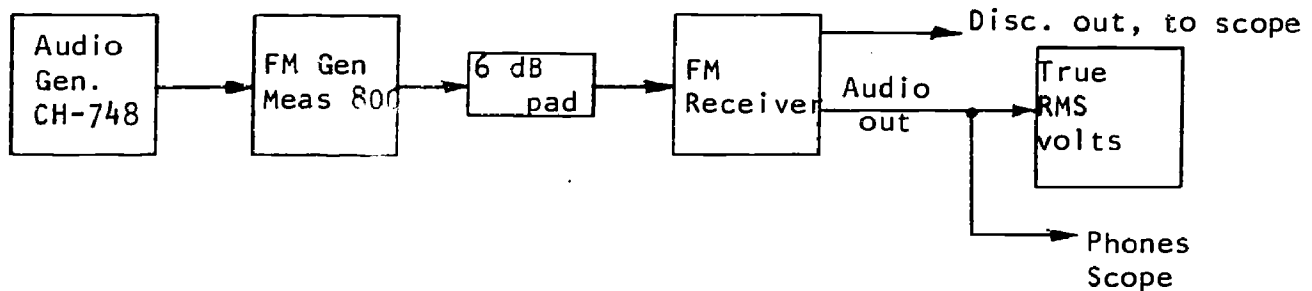 Audio
Gen.
CH-748
FM Gen
Meas 800
6 dB
pad
FM
Receiver
Disc. out, to scope
Audio
out
True
RMS
volts
Phones
Scope